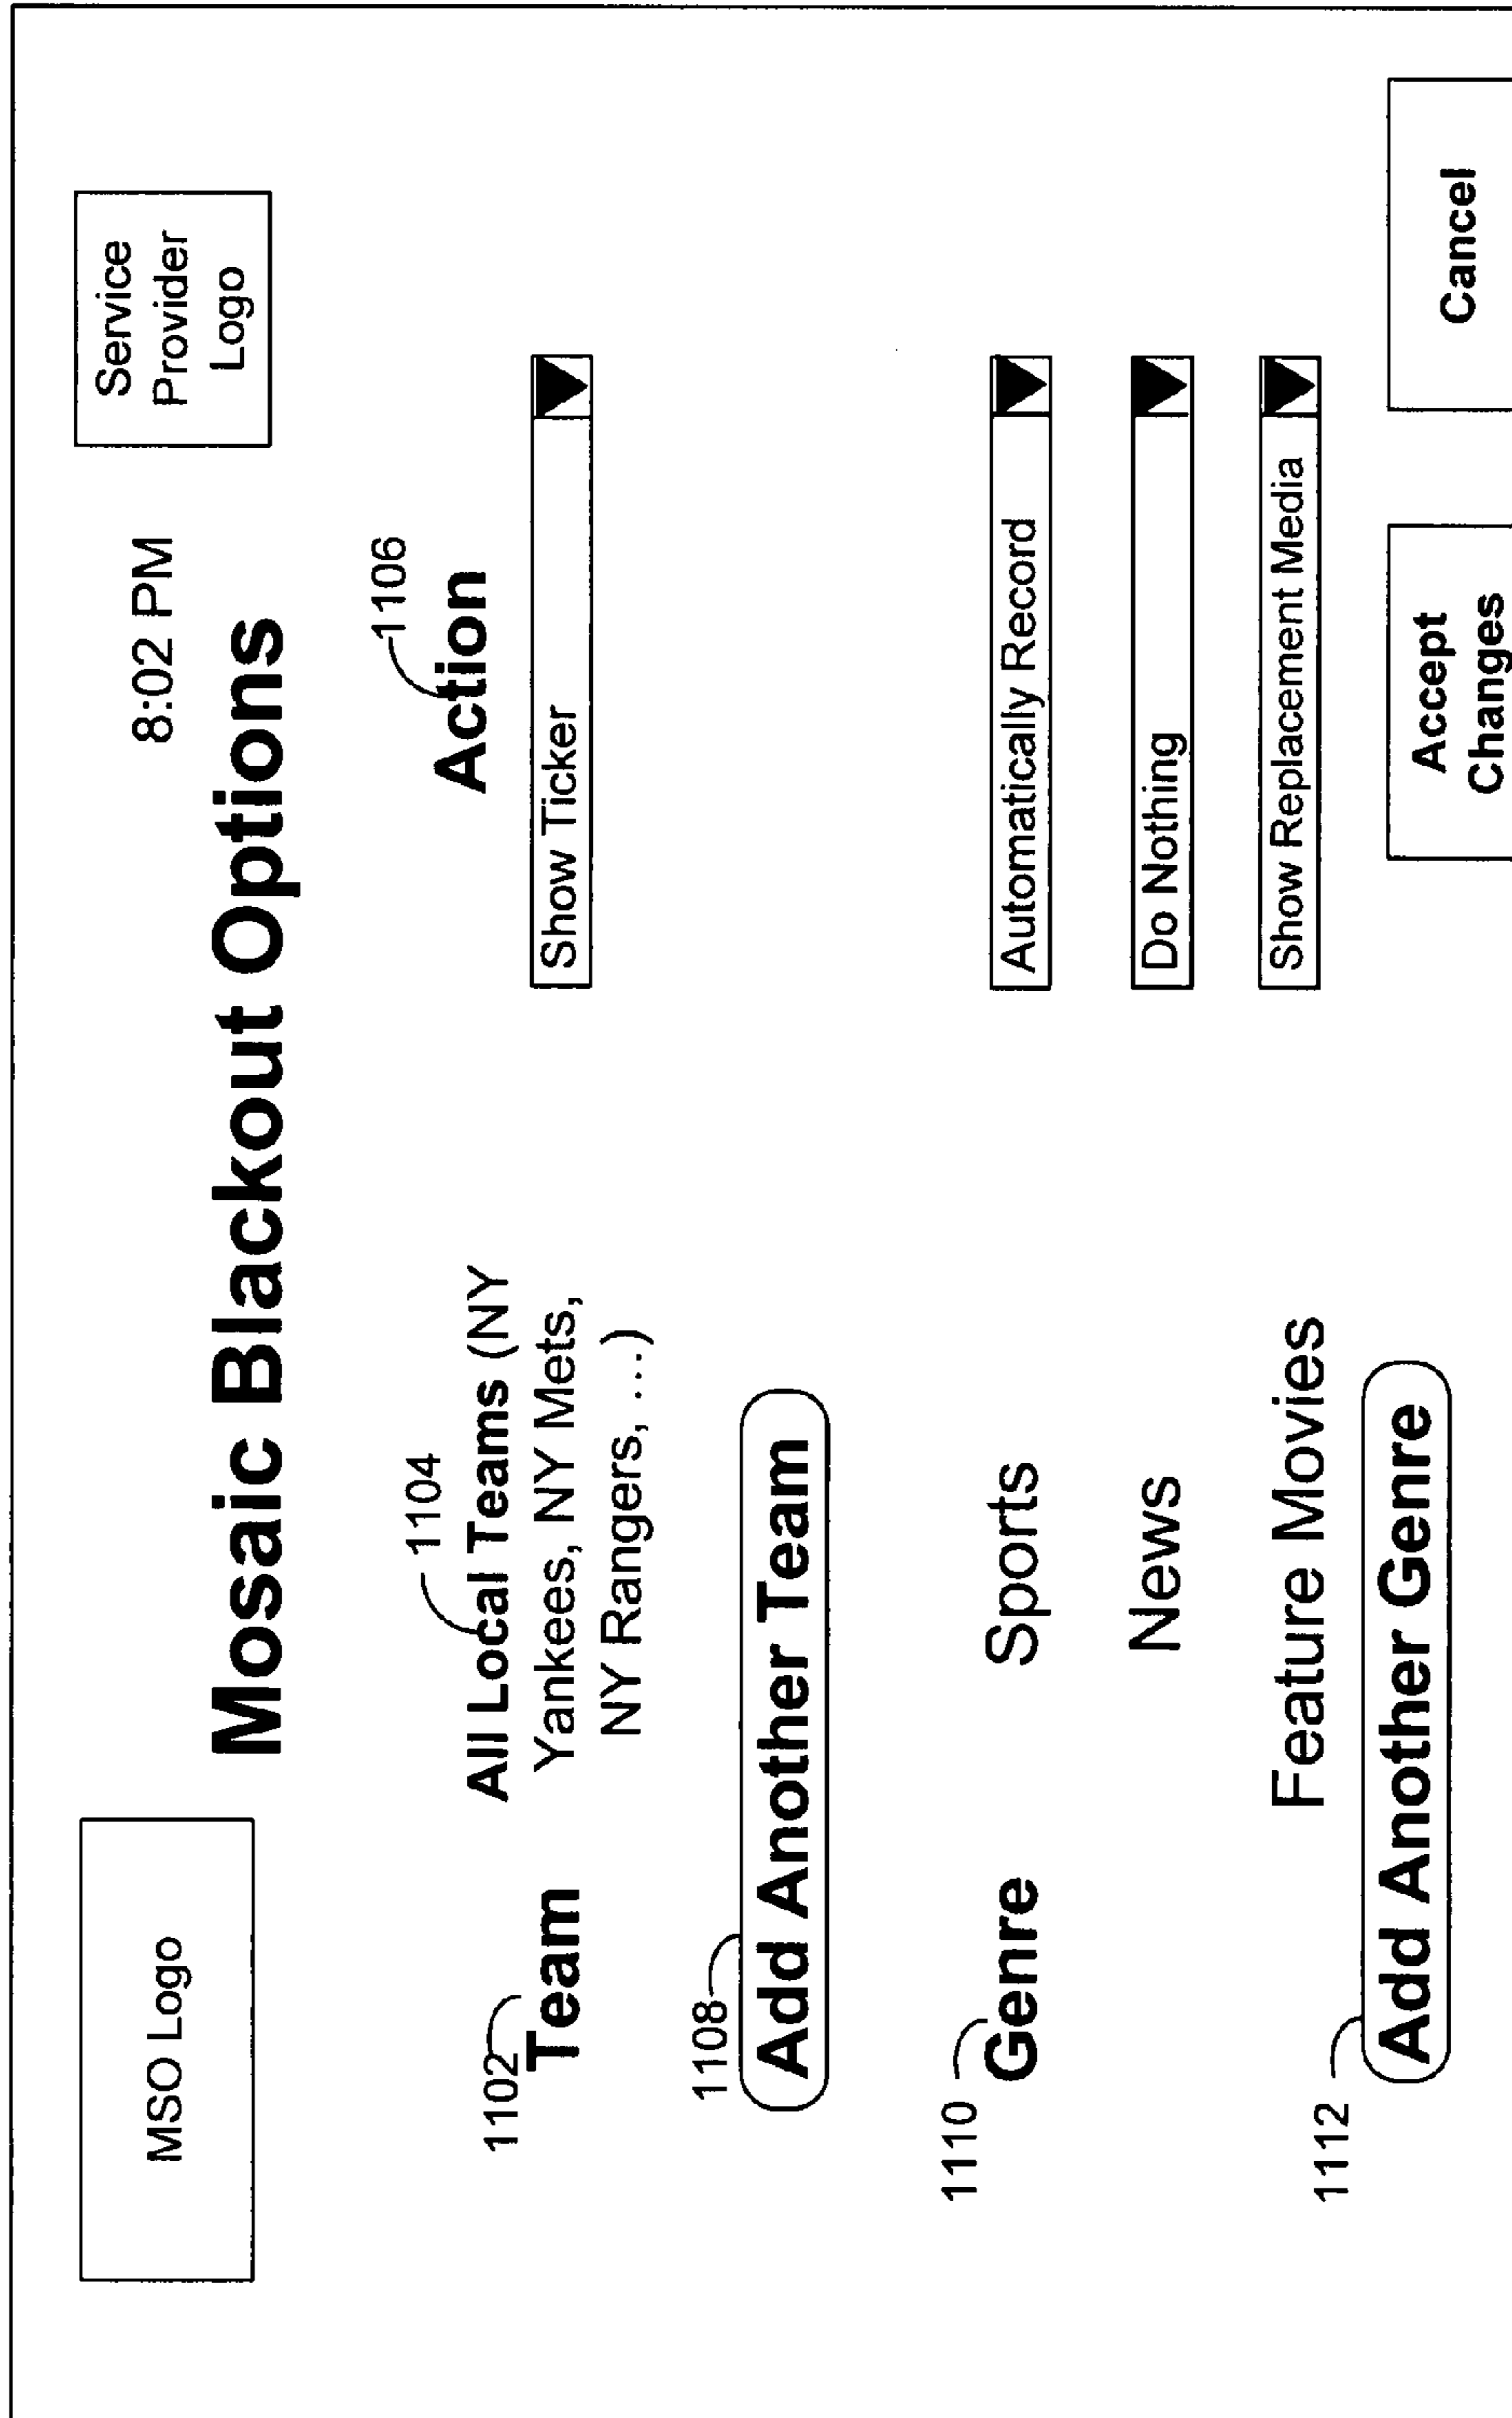 MSO Logo
8:02 PM
Service
Provider
Logo
Mosaic Blackout Options
1102
Team
1104
All Local Teams (NY
Yankees, NY Mets,
NY Rangers, ...)
1106
Action
Show Ticker
1108
Add Another Team
1110
Genre
Sports
Automatically Record
News
Do Nothing
Feature Movies
Show Replacement Media
1112
Add Another Genre
Accept
Changes
Cancel